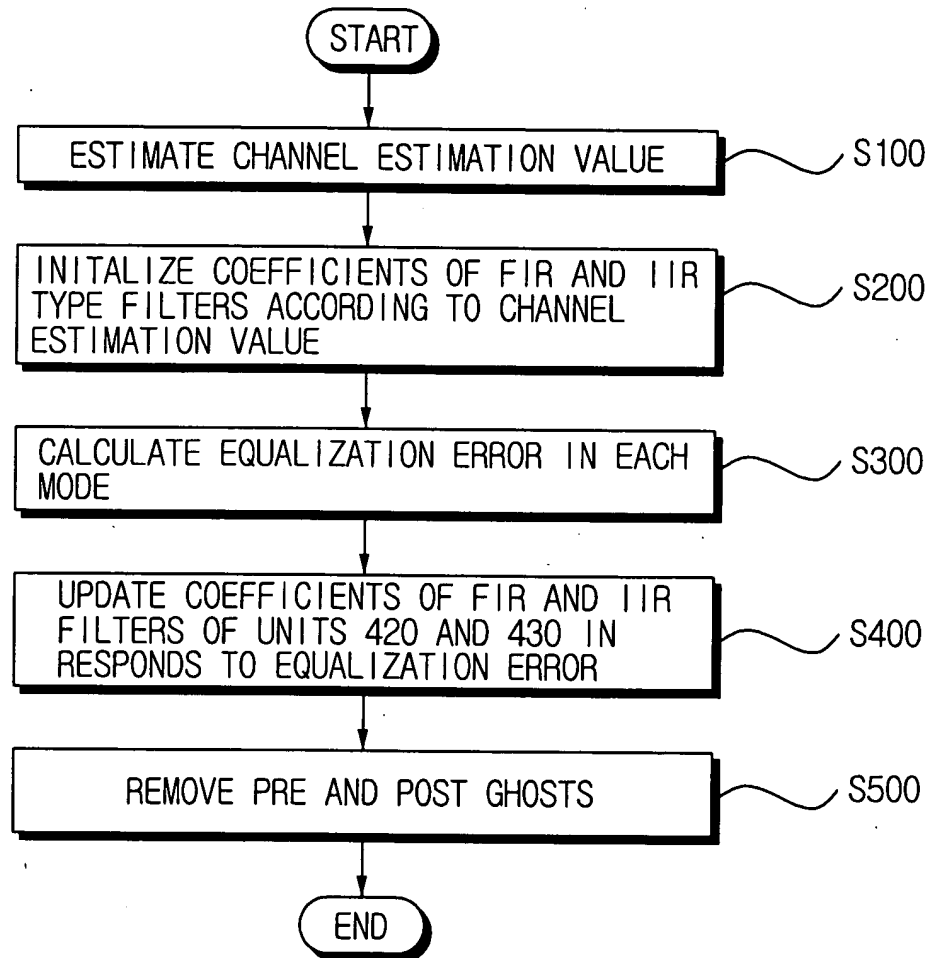 START
ESTIMATE CHANNEL ESTIMATION VALUE
S100
INITALIZE COEFFICIENTS OF FIR AND IIR
TYPE FILTERS ACCORDING TO CHANNEL
ESTIMATION VALUE
S200
CALCULATE EQUALIZATION ERROR IN EACH
MODE
S300
UPDATE COEFFICIENTS OF FIR AND IIR
FILTERS OF UNITS 420 AND 430 IN
RESPONDS TO EQUALIZATION ERROR
S400
REMOVE PRE AND POST GHOSTS
S500
END